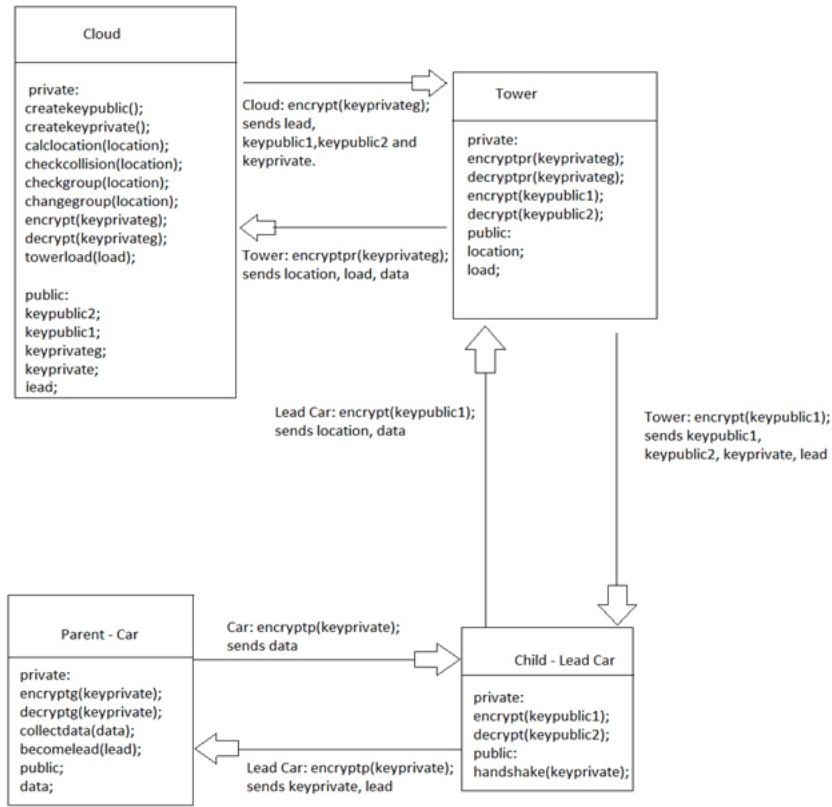 Cloud
private:
createkeypublic();
createkeyprivate();
calclocation(location);
checkcollision(location);
checkgroup(location);
changegroup(location);
encrypt(keyprivateg);
decrypt(keyprivateg);
towerload(load);
public:
keypublic2;
keypublic1;
keyprivateg;
keyprivate;
lead;
Cloud: encrypt(keyprivateg);
sends lead,
keypublic1,keypublic2 and
keyprivate.
Tower: encryptpr(keyprivateg);
sends location, load, data
Tower
private:
encryptpr(keyprivateg);
decryptpr(keyprivateg);
encrypt(keypublic1);
decrypt(keypublic2);
public:
location;
load;
Lead Car: encrypt(keypublic1);
sends location, data
Tower: encrypt(keypublic1);
sends keypublic1,
keypublic2, keyprivate, lead
Parent - Car
private:
encryptg(keyprivate);
decryptg(keyprivate);
collectdata(data);
becomelead(lead);
public;
data;
Car: encryptp(keyprivate);
sends data
Lead Car: encryptp(keyprivate);
sends keyprivate, lead
Child - Lead Car
private:
encrypt(keypublic1);
decrypt(keypublic2);
public:
handshake(keyprivate);